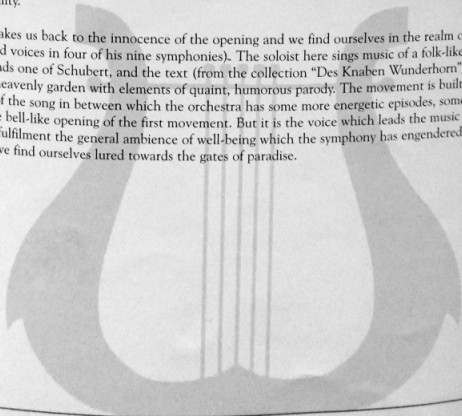 akes us back to the innocence of the opening and we find ourselves in the realm
d voices in four of his nine symphonies). The soloist here sings music of a folk-like
ds one of Schubert, and the text (from the collection "Des Knaben Wunderhorn"
eavenly garden with elements of quaint, humorous parody. The movement is built
f the song in between which the orchestra has some more energetic episodes, some
bell-like opening of the first movement. But it is the voice which leads the music
ulfilment the general ambience of well-being which the symphony has engendered
ve find ourselves lured towards the gates of paradise.